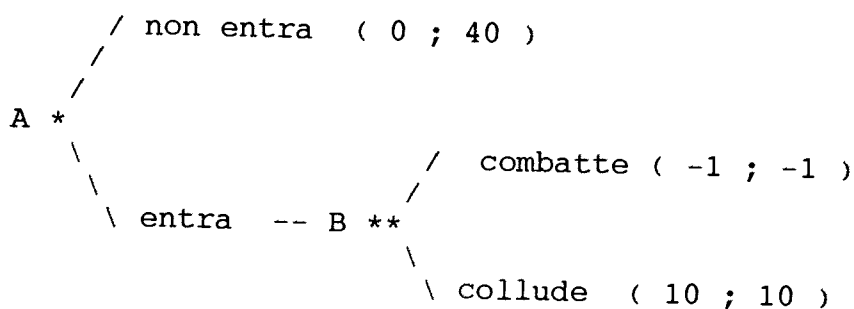 / non entra ( 0 ; 40 )
/
/
A *
\ / combatte ( -1 ; -1 )
\ /
\ entra -- B **
\
\ collude ( 10 ; 10 )